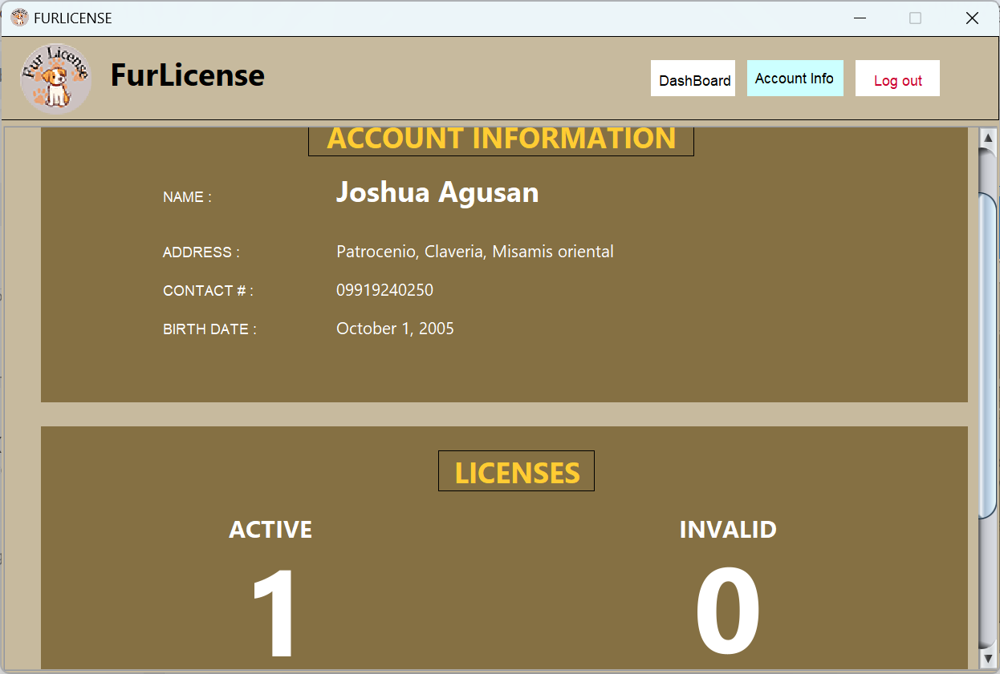 FURLICENSE
Fur License
FurLicense
DashBoard
Account Info
Log out
ACCOUNT INFORMATION
NAME : Joshua Agusan
ADDRESS : Patrocenio, Claveria, Misamis oriental
CONTACT # : 09919240250
BIRTH DATE : October 1, 2005
LICENSES
ACTIVE INVALID
1 0